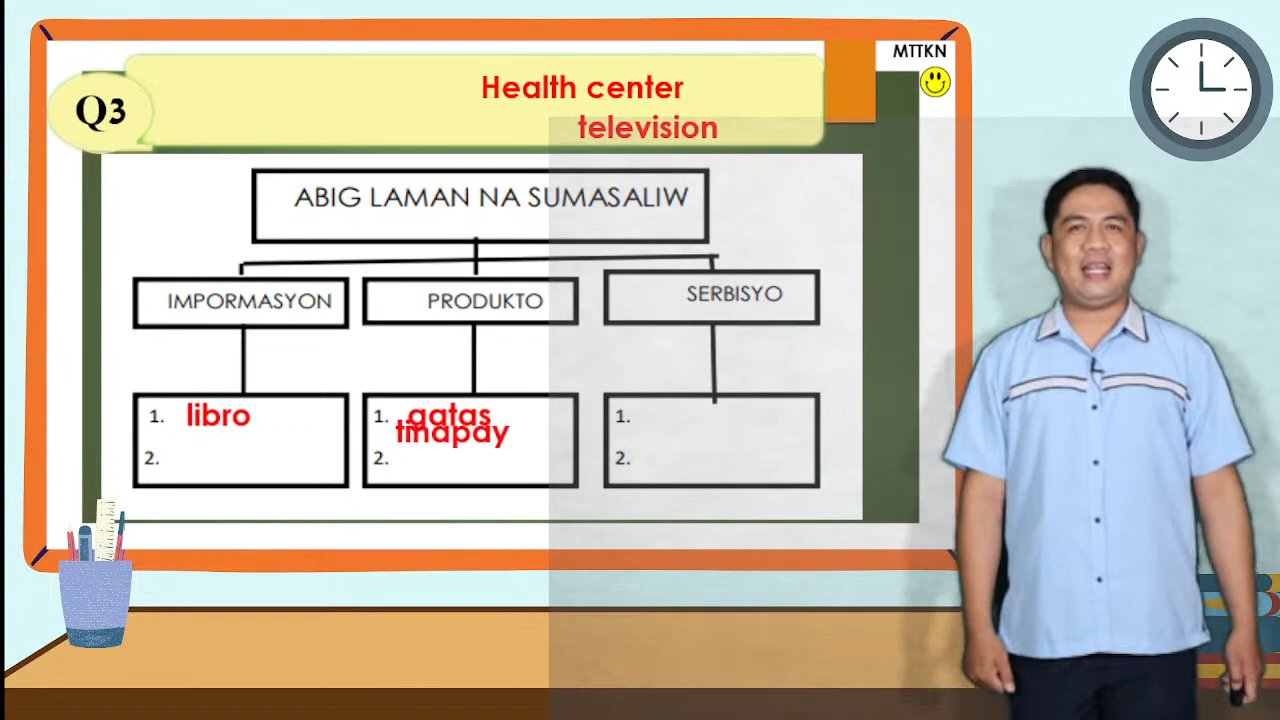 MTTKN
Q3
Health center
television
ABIG LAMAN NA SUMASALIW
IMPORMASYON
PRODUKTO
SERBISYO
1. libro
2.
1. gatas
tinapay
2.
1.
2.